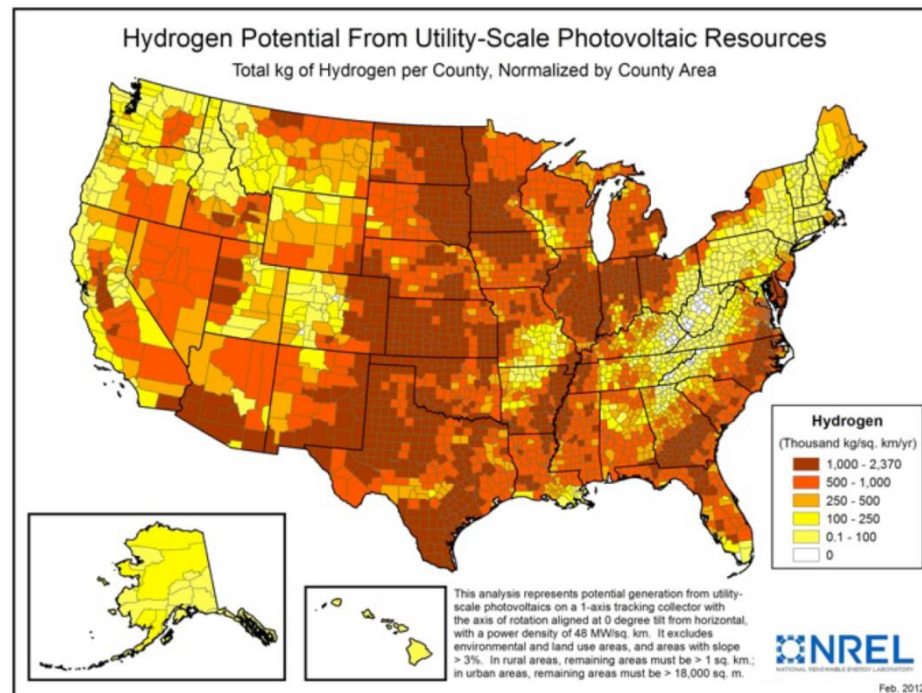 Hydrogen Potential From Utility-Scale Photovoltaic Resources
Total kg of Hydrogen per County, Normalized by County Area
Hydrogen
(Thousand kg/sq. km/yr)
1,000 - 2,370
500 - 1,000
250 - 500
100 - 250
0.1 - 100
0
This analysis represents potential generation from utility-
scale photovoltaics on a 1-axis tracking collector with
the axis of rotation aligned at 0 degree tilt from horizontal,
with a power density of 48 MW/sq. km. It excludes
environmental and land use areas, and areas with slope
> 3%. In rural areas, remaining areas must be > 1 sq. km.;
in urban areas, remaining areas must be > 18,000 sq. m.
NREL
NATIONAL RENEWABLE ENERGY LABORATORY
Feb. 2012